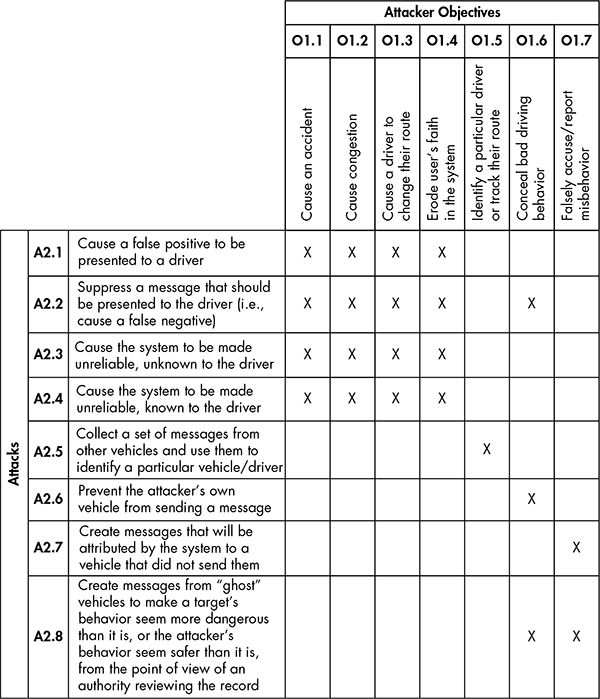 Attacker Objectives
O1.1 O1.2 O1.3 O1.4 O1.5 O1.6 O1.7
Cause an accident
Cause congestion
Cause a driver to
change their route
Erode user’s faith
in the system
Identify a particular driver
or track their route
Conceal bad driving
behavior
Falsely accuse/report
misbehavior
Attacks
A2.1
Cause a false positive to be
presented to a driver
X X X X
A2.2
Suppress a message that should
be presented to the driver (i.e.,
cause a false negative)
X X X X X
A2.3
Cause the system to be made
unreliable, unknown to the driver
X X X X
A2.4
Cause the system to be made
unreliable, known to the driver
X X X X
A2.5
Collect a set of messages from
other vehicles and use them to
identify a particular vehicle/driver
X
A2.6
Prevent the attacker’s own
vehicle from sending a message
X
A2.7
Create messages that will be
attributed by the system to a
vehicle that did not send them
X
A2.8
Create messages from “ghost”
vehicles to make a target’s
behavior seem more dangerous
than it is, or the attacker’s
behavior seem safer than it is,
from the point of view of an
authority reviewing the record
X X